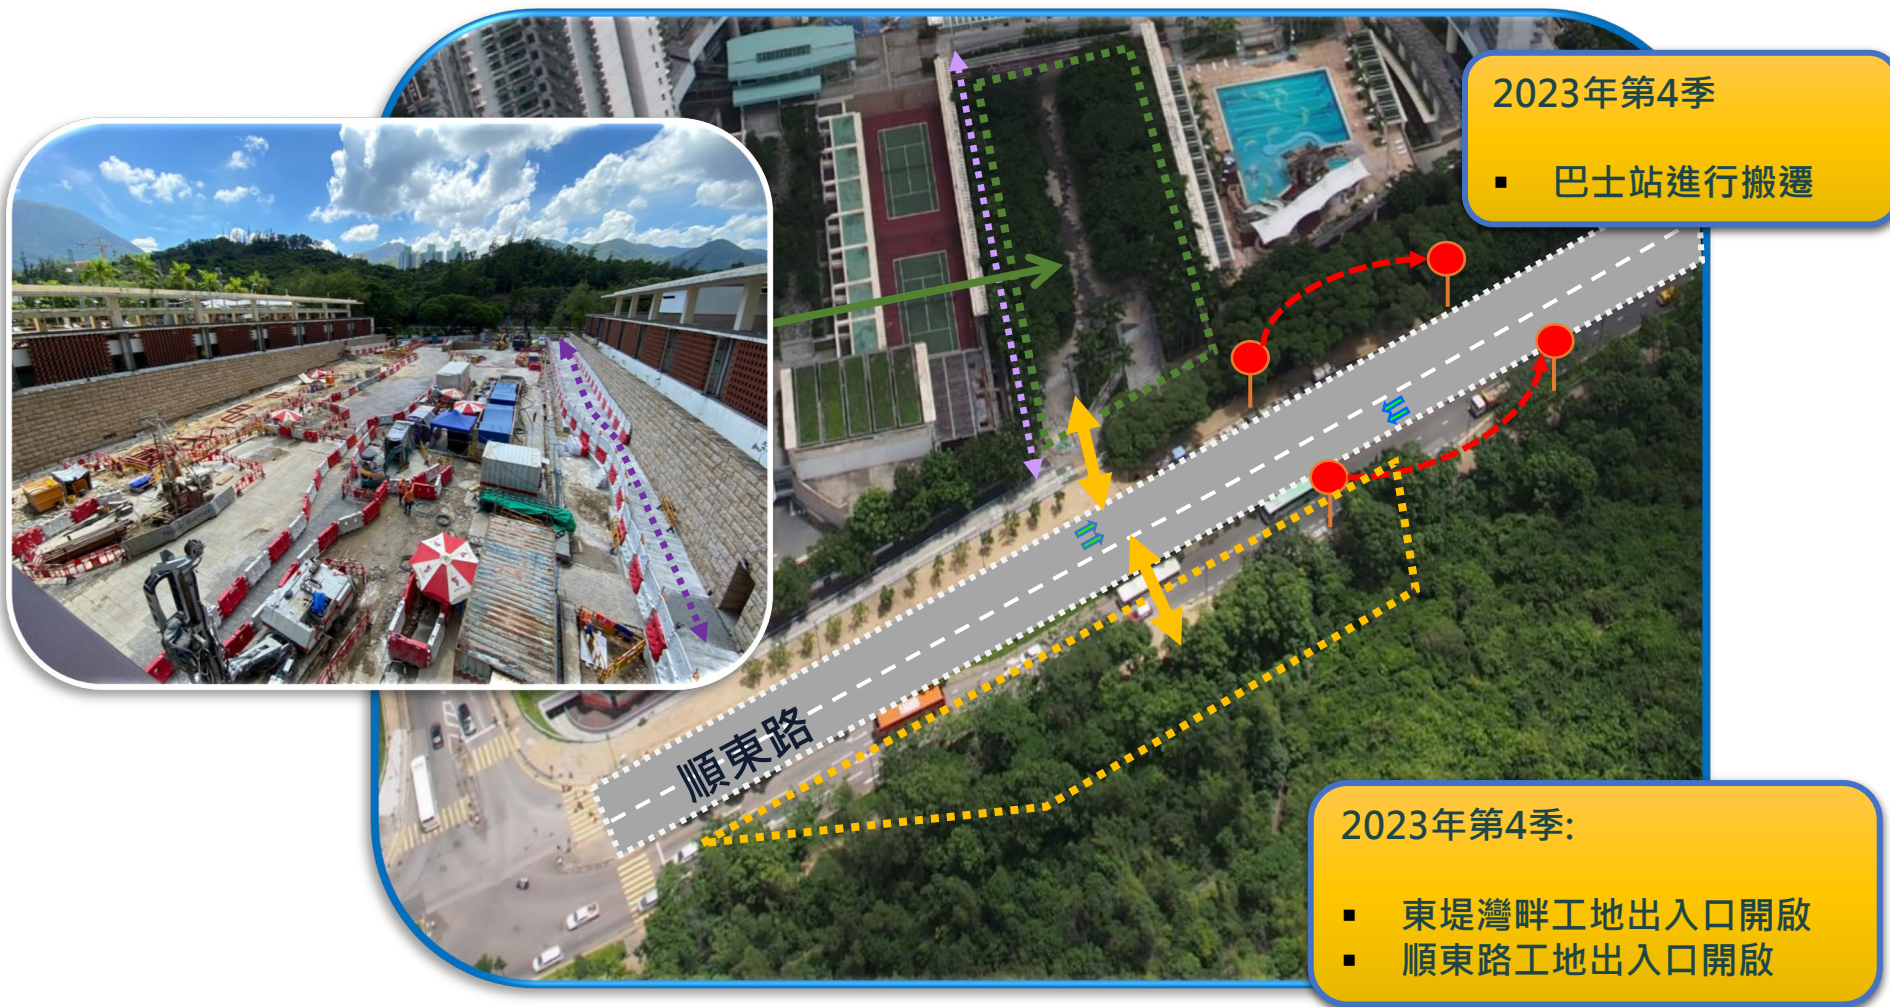 2023年第4季
▪ 巴士站進行搬遷
順東路
2023年第4季:
▪ 東堤灣畔工地出入口開啟
▪ 順東路工地出入口開啟